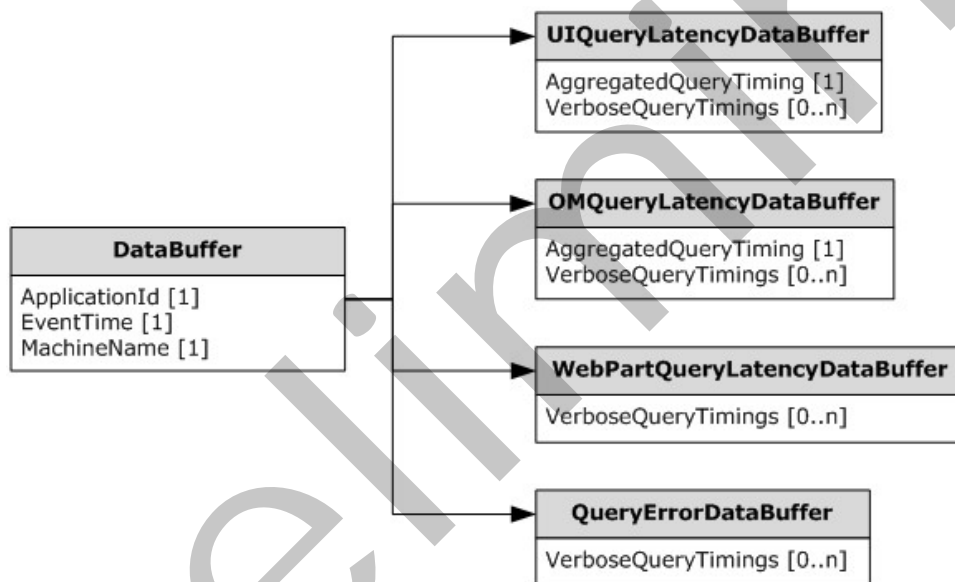 UIQueryLatencyDataBuffer
AggregatedQueryTiming [1]
VerboseQueryTimings [0..n]
OMQueryLatencyDataBuffer
AggregatedQueryTiming [1]
VerboseQueryTimings [0..n]
DataBuffer
ApplicationId [1]
EventTime [1]
MachineName [1]
WebPartQueryLatencyDataBuffer
VerboseQueryTimings [0..n]
QueryErrorDataBuffer
VerboseQueryTimings [0..n]
elimin